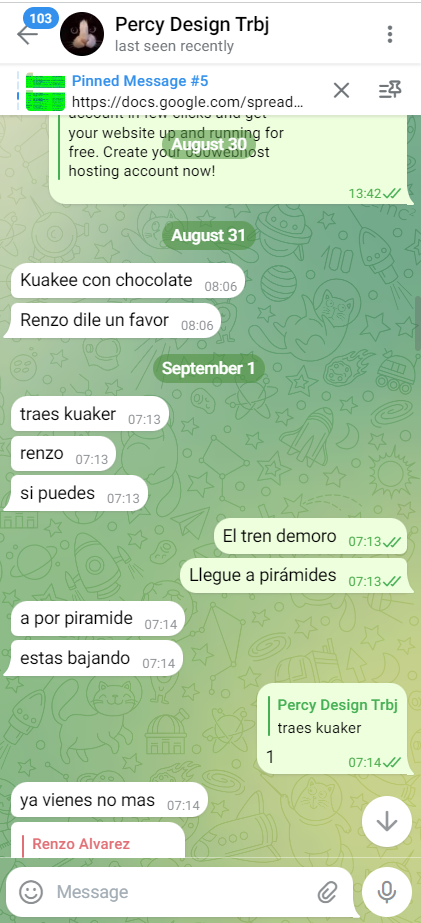 103
Percy Design Trbj
last seen recently
Pinned Message #5
https://docs.google.com/spread...
account in few clicks and get
your website up and running for
free. Create your 000webhost
August 30
hosting account now!
13:42
August 31
Kuakee con chocolate 08:06
Renzo dile un favor 08:06
September 1
traes kuaker 07:13
renzo 07:13
si puedes 07:13
El tren demoro 07:13
Llegue a pirámides 07:13
a por piramide 07:14
estas bajando 07:14
Percy Design Trbj
traes kuaker
1 07:14
ya vienes no mas 07:14
Renzo Alvarez
Message